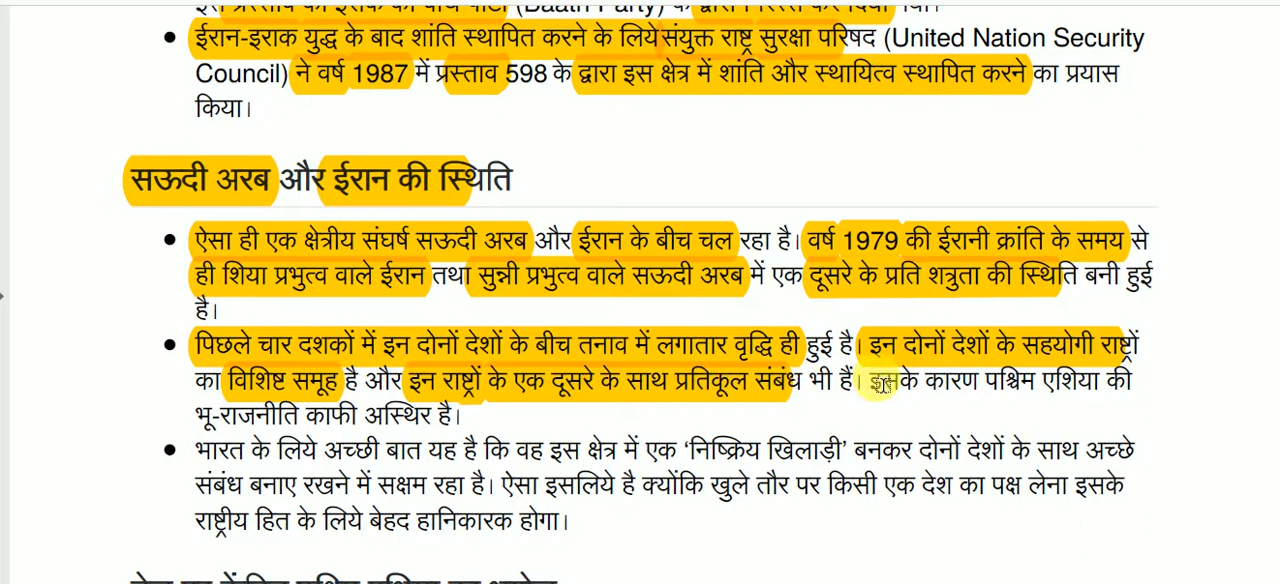 (Baath Party) के द्वारा निरस्त कर दिया
ईरान-इराक युद्ध के बाद शांति स्थापित करने के लिये संयुक्त राष्ट्र सुरक्षा परिषद (United Nation Security
Council) ने वर्ष 1987 में प्रस्ताव 598 के द्वारा इस क्षेत्र में शांति और स्थायित्व स्थापित करने का प्रयास
किया।
सऊदी अरब और ईरान की स्थिति
ऐसा ही एक क्षेत्रीय संघर्ष सऊदी अरब और ईरान के बीच चल रहा है। वर्ष 1979 की ईरानी क्रांति के समय से
ही शिया प्रभुत्व वाले ईरान तथा सुन्नी प्रभुत्व वाले सऊदी अरब में एक दूसरे के प्रति शत्रुता की स्थिति बनी हुई
है।
पिछले चार दशकों में इन दोनों देशों के बीच तनाव में लगातार वृद्धि ही हुई है। इन दोनों देशों के सहयोगी राष्ट्रों
का विशिष्ट समूह है और इन राष्ट्रों के एक दूसरे के साथ प्रतिकूल संबंध भी हैं। इसके कारण पश्चिम एशिया की
भू-राजनीति काफी अस्थिर है।
भारत के लिये अच्छी बात यह है कि वह इस क्षेत्र में एक ‘निष्क्रिय खिलाड़ी’ बनकर दोनों देशों के साथ अच्छे
संबंध बनाए रखने में सक्षम रहा है। ऐसा इसलिये है क्योंकि खुले तौर पर किसी एक देश का पक्ष लेना इसके
राष्ट्रीय हित के लिये बेहद हानिकारक होगा।